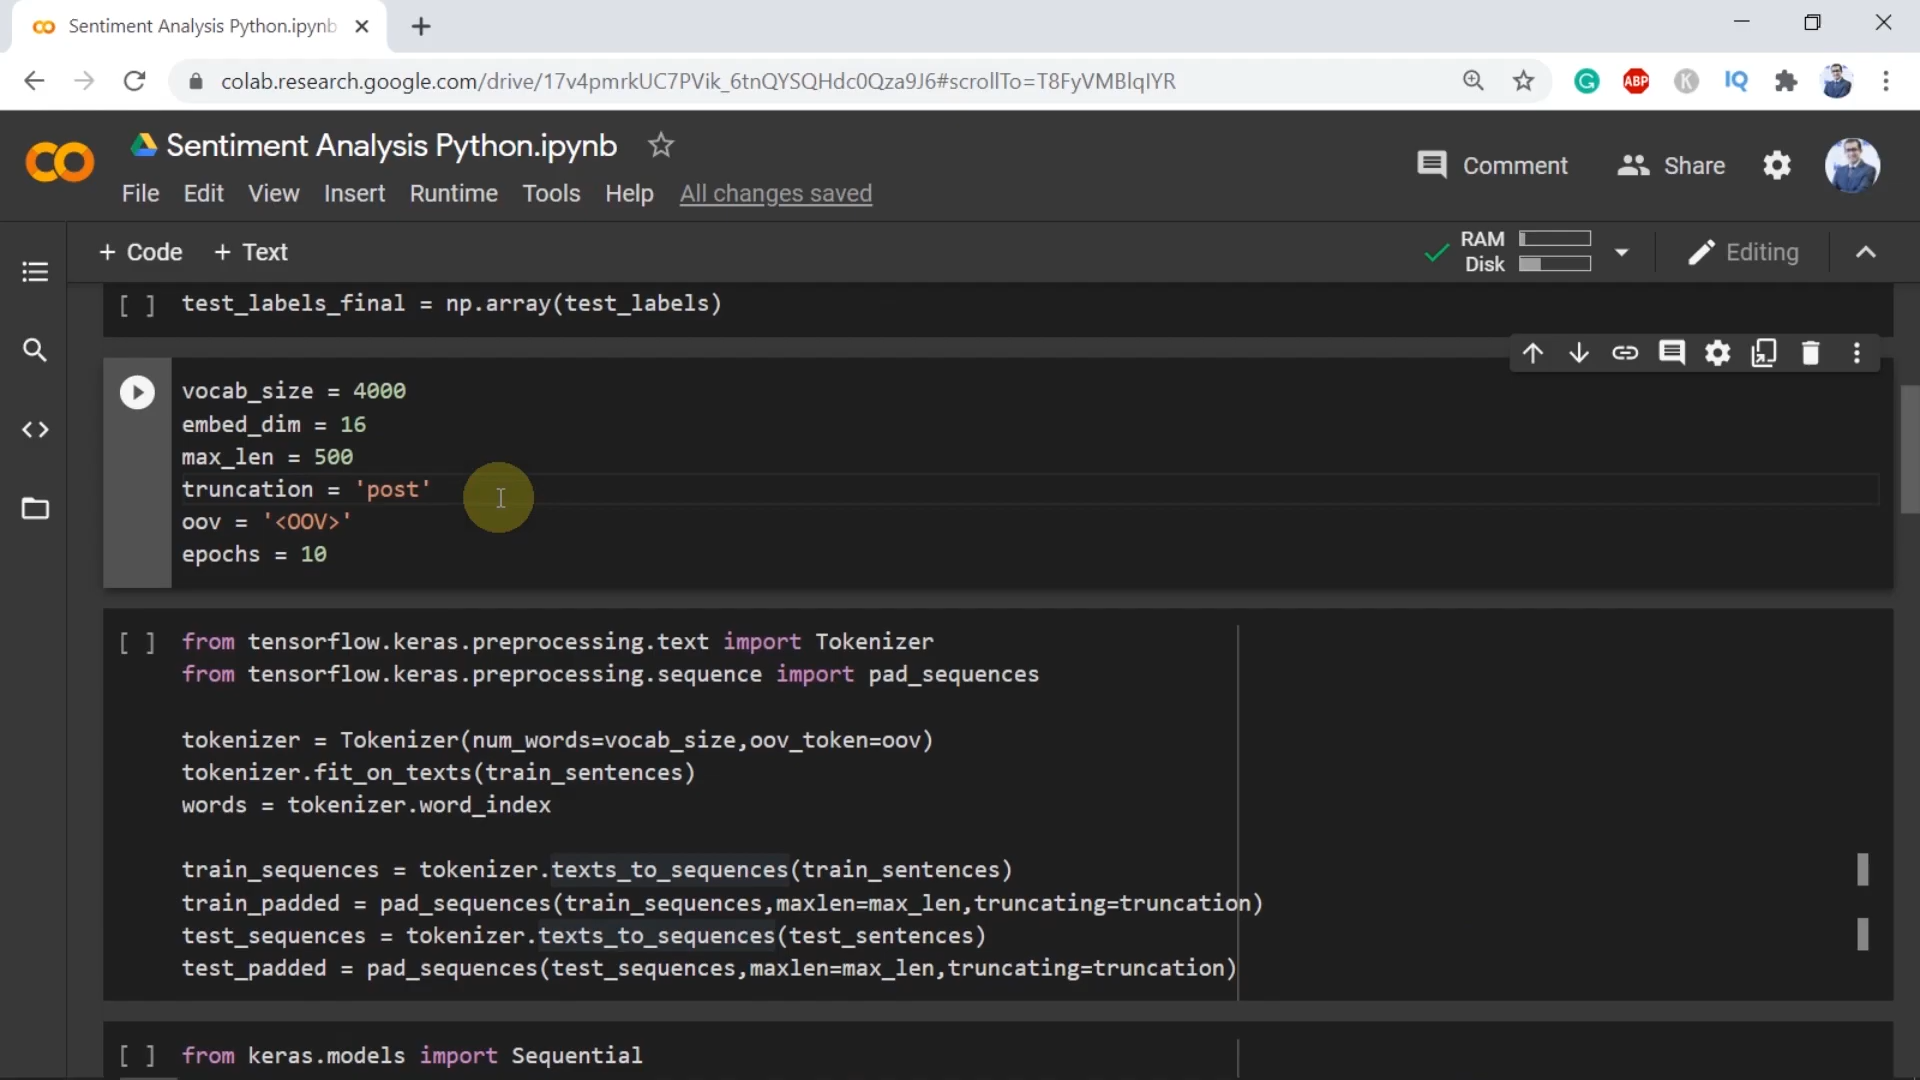 Sentiment Analysis Python.ipynb
colab.research.google.com/drive/17v4pmrkUC7PVik_6tnQYSQHdc0Qza9J6#scrollTo=T8FyVMBlqIYR
ABP
K
IQ
Sentiment Analysis Python.ipynb
Comment
Share
File Edit View Insert Runtime Tools Help All changes saved
+ Code + Text
RAM
Disk
Editing
[ ] test_labels_final = np.array(test_labels)
vocab_size = 4000
embed_dim = 16
max_len = 500
truncation = 'post'
oov = '<OOV>'
epochs = 10
[ ] from tensorflow.keras.preprocessing.text import Tokenizer
from tensorflow.keras.preprocessing.sequence import pad_sequences
tokenizer = Tokenizer(num_words=vocab_size,oov_token=oov)
tokenizer.fit_on_texts(train_sentences)
words = tokenizer.word_index
train_sequences = tokenizer.texts_to_sequences(train_sentences)
train_padded = pad_sequences(train_sequences,maxlen=max_len,truncating=truncation)
test_sequences = tokenizer.texts_to_sequences(test_sentences)
test_padded = pad_sequences(test_sequences,maxlen=max_len,truncating=truncation)
[ ] from keras.models import Sequential